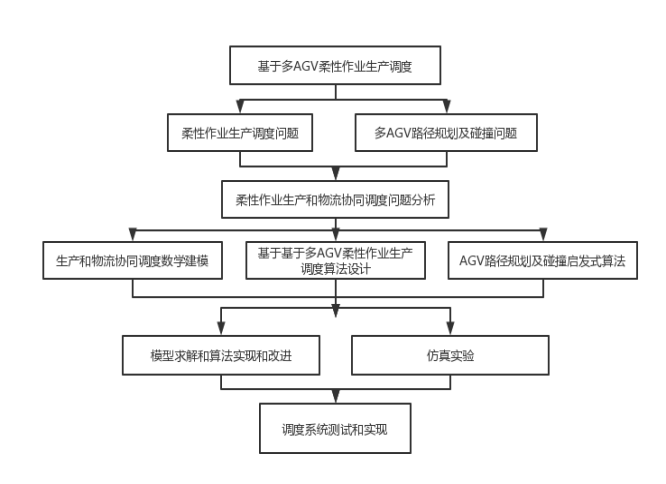 基于多AGV柔性作业生产调度
柔性作业生产调度问题
多AGV路径规划及碰撞问题
柔性作业生产和物流协同调度问题分析
生产和物流协同调度数学建模
基于基于多AGV柔性作业生产
调度算法设计
AGV路径规划及碰撞启发式算法
模型求解和算法实现和改进
仿真实验
调度系统测试和实现